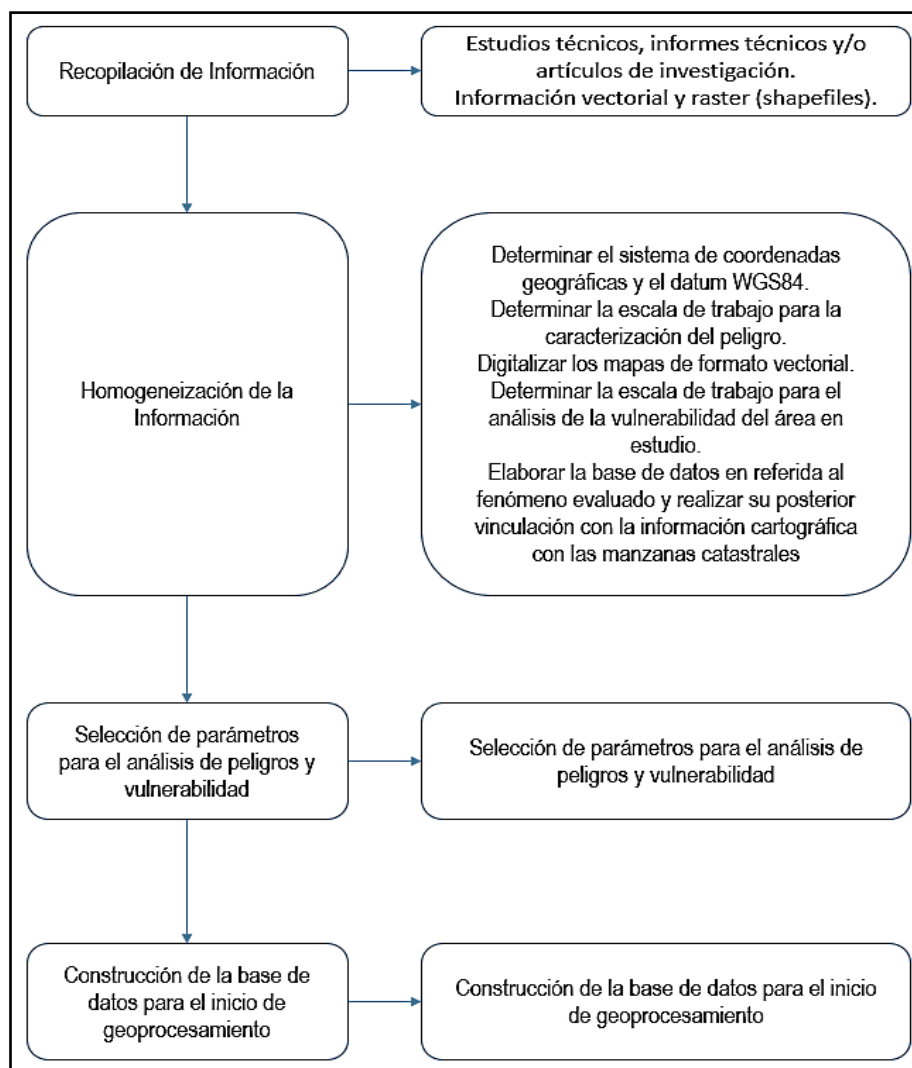 Recopilación de Información
Estudios técnicos, informes técnicos y/o
artículos de investigación.
Información vectorial y raster (shapefiles).
Homogeneización de la
Información
Determinar el sistema de coordenadas
geográficas y el datum WGS84.
Determinar la escala de trabajo para la
caracterización del peligro.
Digitalizar los mapas de formato vectorial.
Determinar la escala de trabajo para el
análisis de la vulnerabilidad del área en
estudio.
Elaborar la base de datos en referida al
fenómeno evaluado y realizar su posterior
vinculación con la información cartográfica
con las manzanas catastrales
Selección de parámetros
para el análisis de peligros y
vulnerabilidad
Selección de parámetros para el análisis de
peligros y vulnerabilidad
Construcción de la base de
datos para el inicio de
geoprocesamiento
Construcción de la base de datos para el inicio
de geoprocesamiento